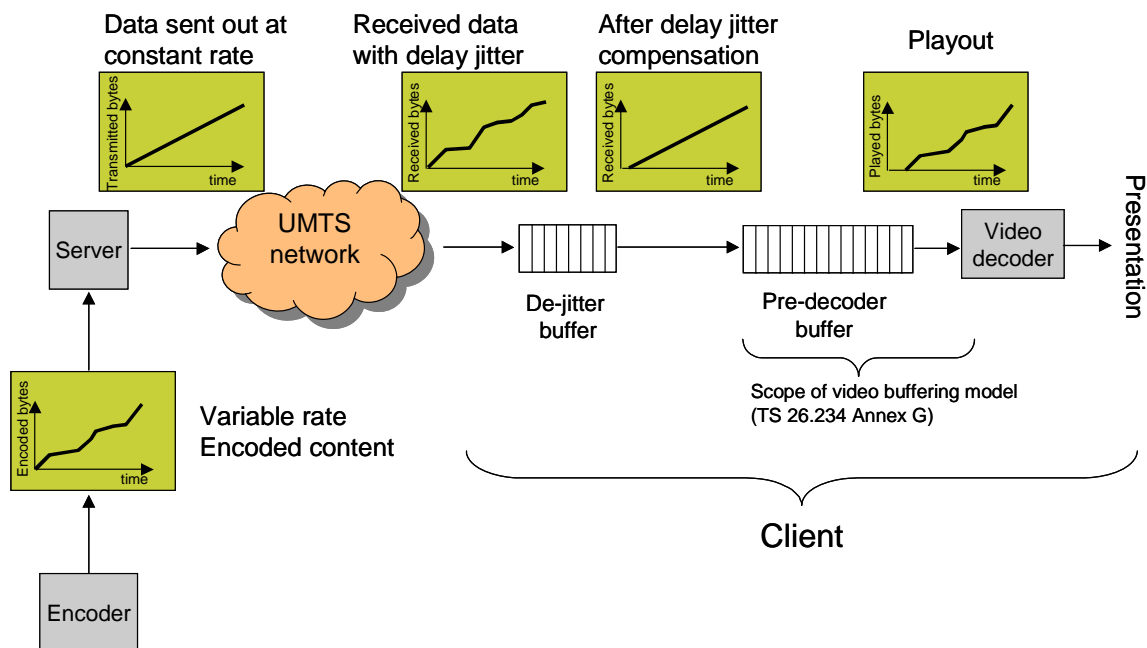 Data sent out at
constant rate
Received data
with delay jitter
After delay jitter
compensation
Playout
Transmitted bytes
time
Received bytes
time
Received bytes
time
Played bytes
time
Server
UMTS
network
De-jitter
buffer
Pre-decoder
buffer
Video
decoder
Presentation
Scope of video buffering model
(TS 26.234 Annex G)
Encoded bytes
time
Variable rate
Encoded content
Client
Encoder